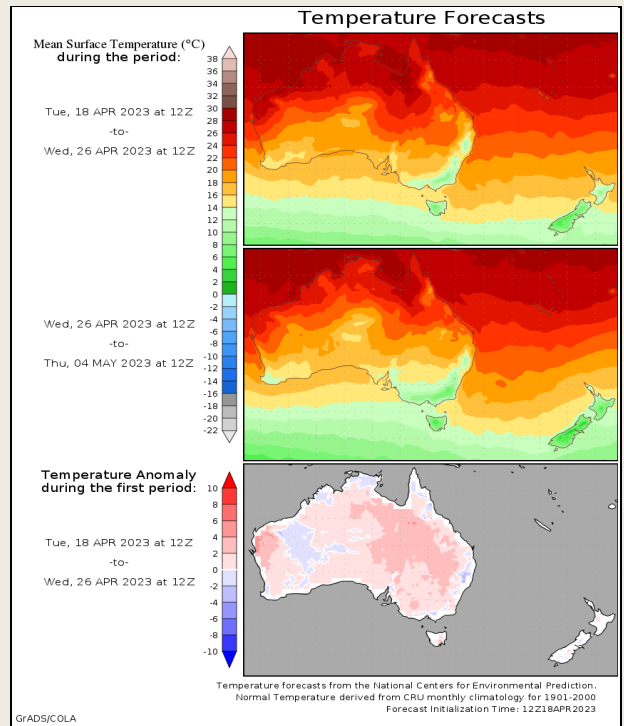 Temperature Forecasts
Mean Surface Temperature (°C)
during the period:
Tue, 18 APR 2023 at 12Z
-to-
Wed, 26 APR 2023 at 12Z
38
36
34
32
30
28
26
24
22
20
18
16
14
12
10
8
6
4
2
0
-2
-4
-6
-8
-10
-12
-14
-16
-18
-20
-22
Wed, 26 APR 2023 at 12Z
-to-
Thu, 04 MAY 2023 at 12Z
Temperature Anomaly
during the first period:
Tue, 18 APR 2023 at 12Z
-to-
Wed, 26 APR 2023 at 12Z
10
8
6
4
2
0
-2
-4
-6
-8
-10
Temperature forecasts from the National Centers for Environmental Prediction.
Normal Temperature derived from CRU monthly climatology for 1901-2000
Forecast Initialization Time: 12Z18APR2023
GrADS/COLA